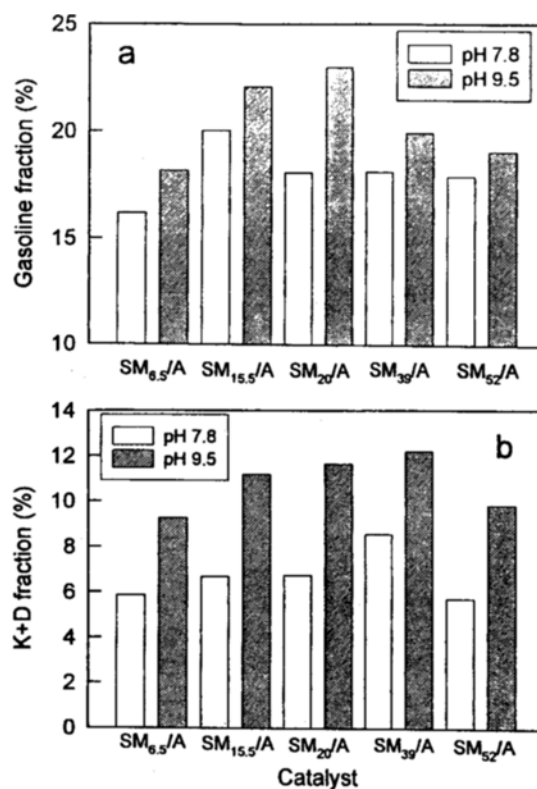 a
pH 7.8
pH 9.5
Gasoline fraction (%)
25
20
15
10
SM6.5/A SM15.5/A SM20/A SM39/A SM52/A
b
pH 7.8
pH 9.5
K+D fraction (%)
14
12
10
8
6
4
2
0
SM6.5/A SM15.5/A SM20/A SM39/A SM52/A
Catalyst